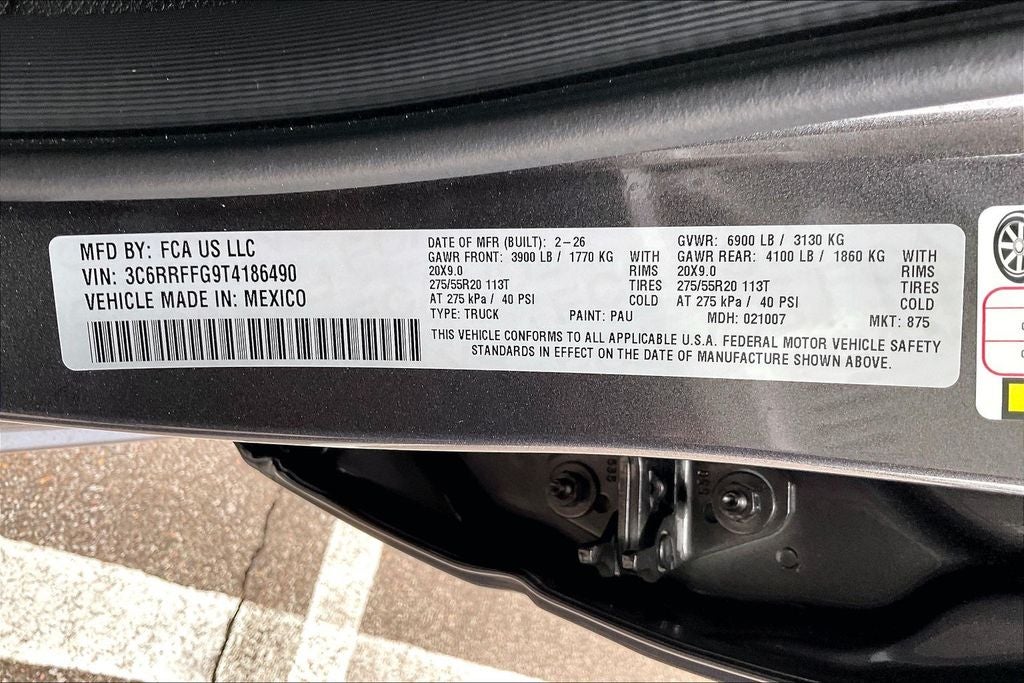 MFD BY: FCA US LLC
VIN: 3C6RRFFG9T4186490
VEHICLE MADE IN: MEXICO
DATE OF MFR (BUILT): 2-26
GAWR FRONT: 3900 LB / 1770 KG WITH
20X9.0 RIMS
275/55R20 113T TIRES
AT 275 kPa / 40 PSI COLD
TYPE: TRUCK PAINT: PAU
GVWR: 6900 LB / 3130 KG
GAWR REAR: 4100 LB / 1860 KG WITH
20X9.0 RIMS
275/55R20 113T TIRES
AT 275 kPa / 40 PSI COLD
MDH: 021007 MKT: 875
THIS VEHICLE CONFORMS TO ALL APPLICABLE U.S.A. FEDERAL MOTOR VEHICLE SAFETY
STANDARDS IN EFFECT ON THE DATE OF MANUFACTURE SHOWN ABOVE.